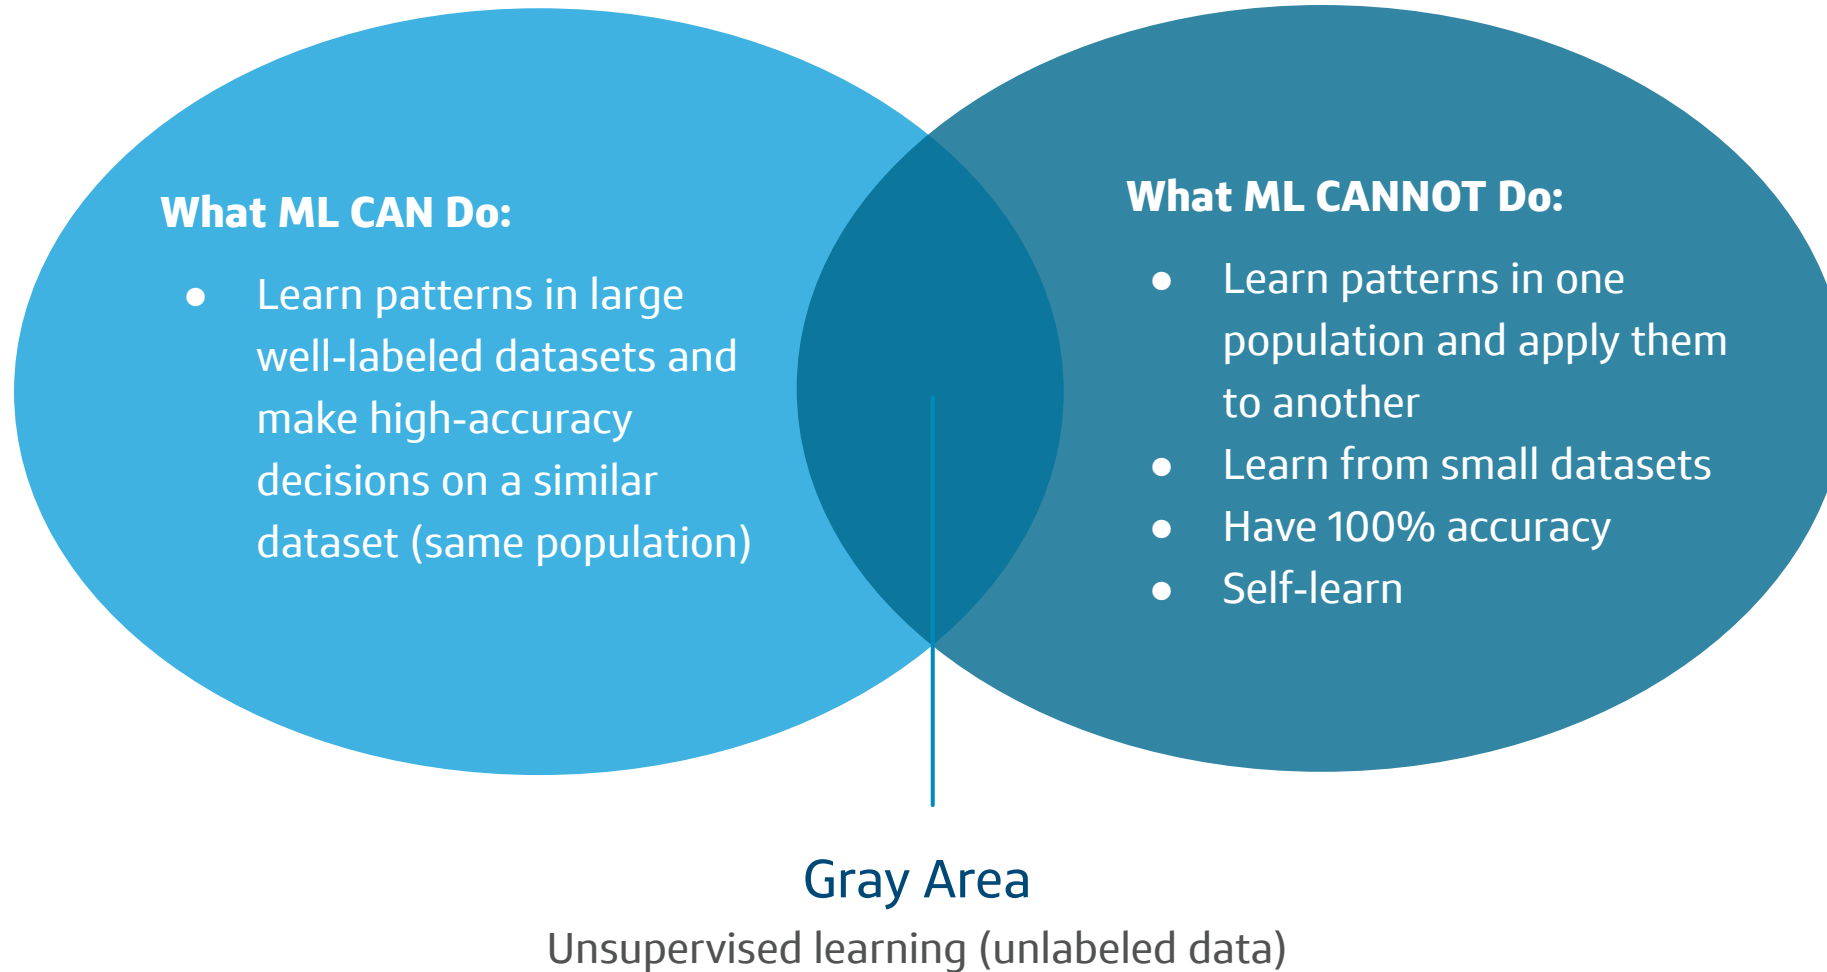 What ML CAN Do:
● Learn patterns in large
well-labeled datasets and
make high-accuracy
decisions on a similar
dataset (same population)
What ML CANNOT Do:
● Learn patterns in one
population and apply them
to another
● Learn from small datasets
● Have 100% accuracy
● Self-learn
Gray Area
Unsupervised learning (unlabeled data)